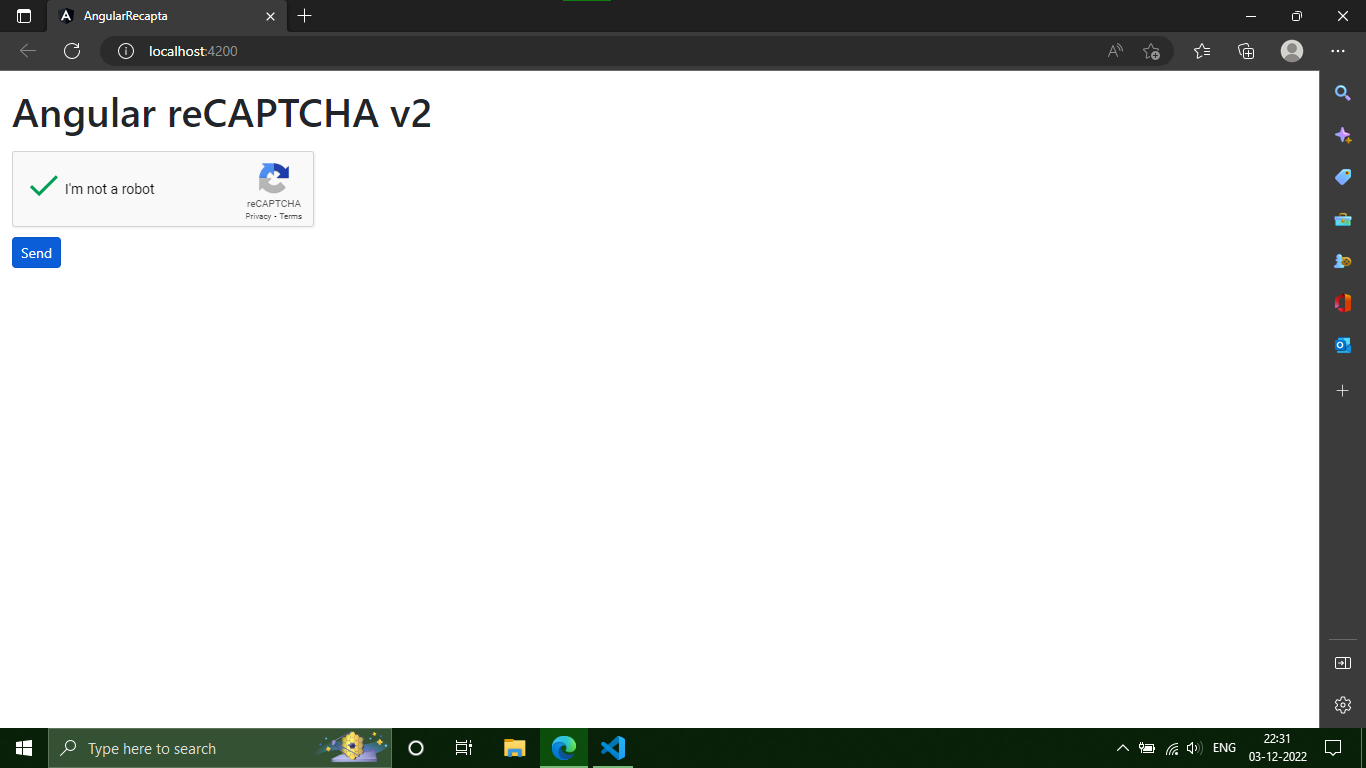 AngularRecapta
localhost:4200
Angular reCAPTCHA v2
I'm not a robot
reCAPTCHA
Privacy - Terms
Send
Type here to search
ENG
22:31
03-12-2022